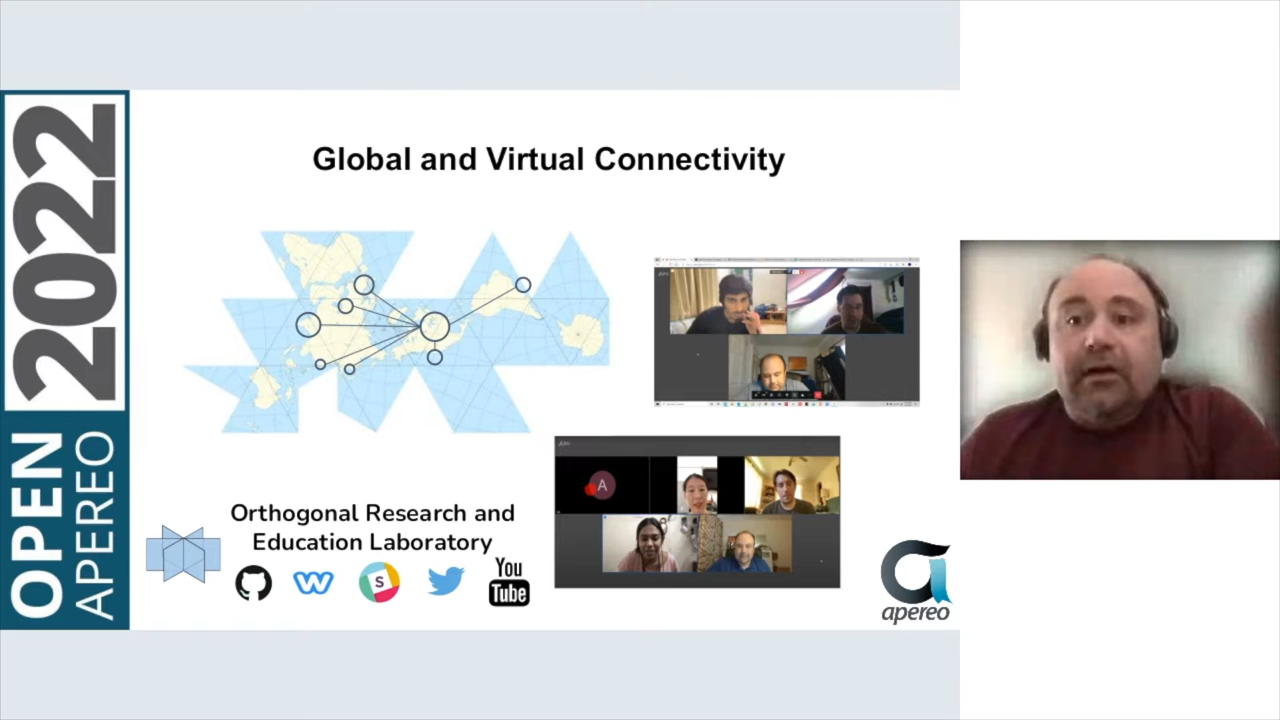 OPEN 2022
APEREO
Global and Virtual Connectivity
Orthogonal Research and
Education Laboratory
S
You
Tube
A
apereo